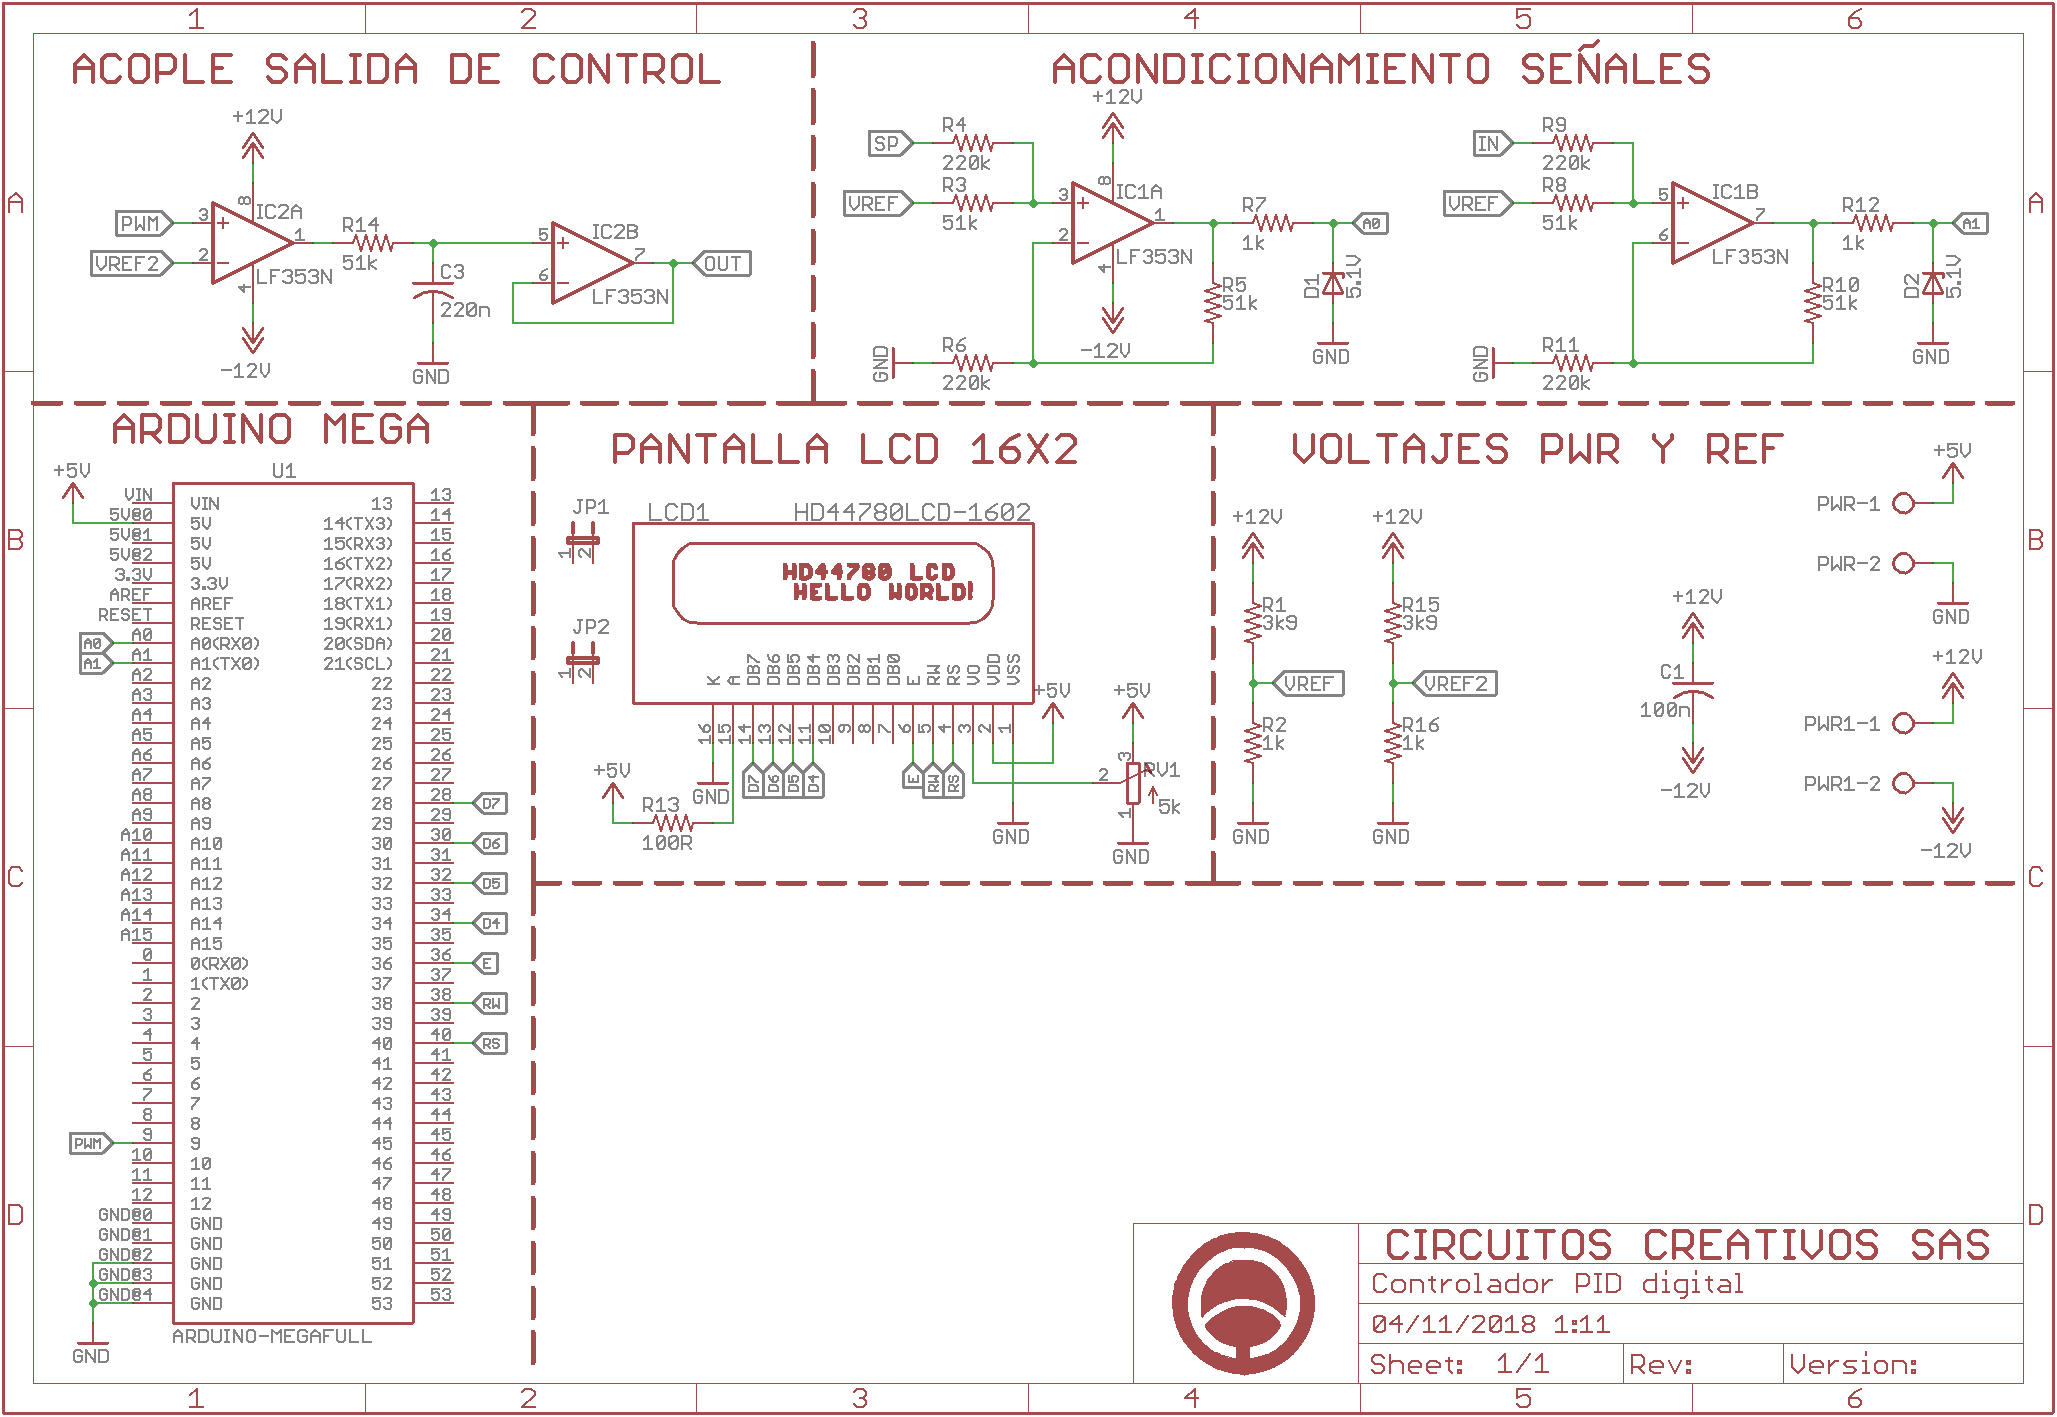 1 2 3 4 5 6
A
B
C
D
ACOPLE SALIDA DE CONTROL
+12V
PWM
VREF2
3
2
8
4
1
IC2A
LF353N
-12V
R14
51k
C3
220n
GND
5
6
7
IC2B
LF353N
OUT
ACONDICIONAMIENTO SEÑALES
SP
R4
220k
VREF
R3
51k
+12V
3
2
8
4
1
IC1A
LF353N
-12V
GND
R6
220k
R5
51k
R7
1k
A0
D1
5.1V
GND
IN
R9
220k
VREF
R8
51k
5
6
7
IC1B
LF353N
GND
R11
220k
R10
51k
R12
1k
A1
D2
5.1V
GND
ARDUINO MEGA
U1
+5V
VIN VIN 13 13
5V@0 5V 14(TX3) 14
5V@1 5V 15(RX3) 15
5V@2 5V 16(TX2) 16
3.3V 3.3V 17(RX2) 17
AREF AREF 18(TX1) 18
RESET RESET 19(RX1) 19
A0 A0 A0(RX0) 20(SDA) 20
A1 A1 A1(TX0) 21(SCL) 21
A2 A2 22 22
A3 A3 23 23
A4 A4 24 24
A5 A5 25 25
A6 A6 26 26
A7 A7 27 27
A8 A8 28 28 D7
A9 A9 29 29
A10 A10 30 30 D6
A11 A11 31 31
A12 A12 32 32 D5
A13 A13 33 33
A14 A14 34 34 D4
A15 A15 35 35
0 0(RX0) 36 36 E
1 1(TX0) 37 37
2 2 38 38 RW
3 3 39 39
4 4 40 40 RS
5 5 41 41
6 6 42 42
7 7 43 43
8 8 44 44
PWM 9 9 45 45
10 10 46 46
11 11 47 47
12 12 48 48
GND@0 GND 49 49
GND@1 GND 50 50
GND@2 GND 51 51
GND@3 GND 52 52
GND@4 GND 53 53
ARDUINO-MEGAFULL
GND
PANTALLA LCD 16X2
JP1
1 2
JP2
1 2
LCD1 HD44780LCD-1602
HD44780 LCD
HELLO WORLD!
K A DB7 DB6 DB5 DB4 DB3 DB2 DB1 DB0 E RW RS VO VDD VSS
16 15 14 13 12 11 10 9 8 7 6 5 4 3 2 1
D7 D6 D5 D4 E RW RS
+5V
R13
100R
GND
+5V
GND
+5V
3
2
1
PV1
5k
GND
VOLTAJES PWR Y REF
+12V
R1
3k9
VREF
R2
1k
GND
+12V
R15
3k9
VREF2
R16
1k
GND
+12V
C1
100n
-12V
+5V
PWR-1
PWR-2
GND
+12V
PWR1-1
PWR1-2
-12V
CIRCUITOS CREATIVOS SAS
Controlador PID digital
04/11/2018 1:11
Sheet: 1/1 Rev: Version:
A
B
C
D
1 2 3 4 5 6